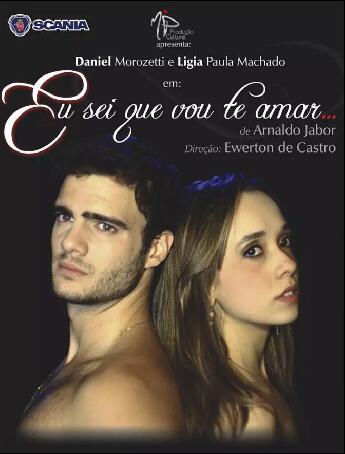 SCANIA
Produção
Cultural
apresenta:
Daniel Morozetti e Ligia Paula Machado
em:
Eu sei que vou te amar...
de Arnaldo Jabor
Direção: Ewerton de Castro